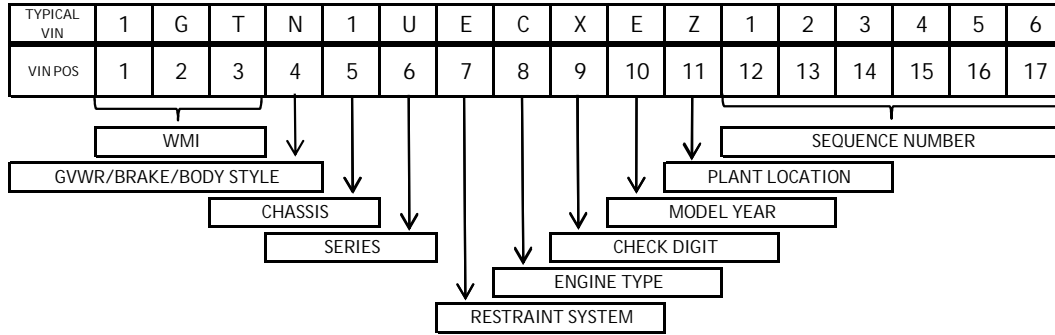 TYPICAL VIN 1 G T N 1 U E C X E Z 1 2 3 4 5 6
VIN POS 1 2 3 4 5 6 7 8 9 10 11 12 13 14 15 16 17
WMI SEQUENCE NUMBER
GVWR/BRAKE/BODY STYLE PLANT LOCATION
CHASSIS MODEL YEAR
SERIES CHECK DIGIT
ENGINE TYPE
RESTRAINT SYSTEM